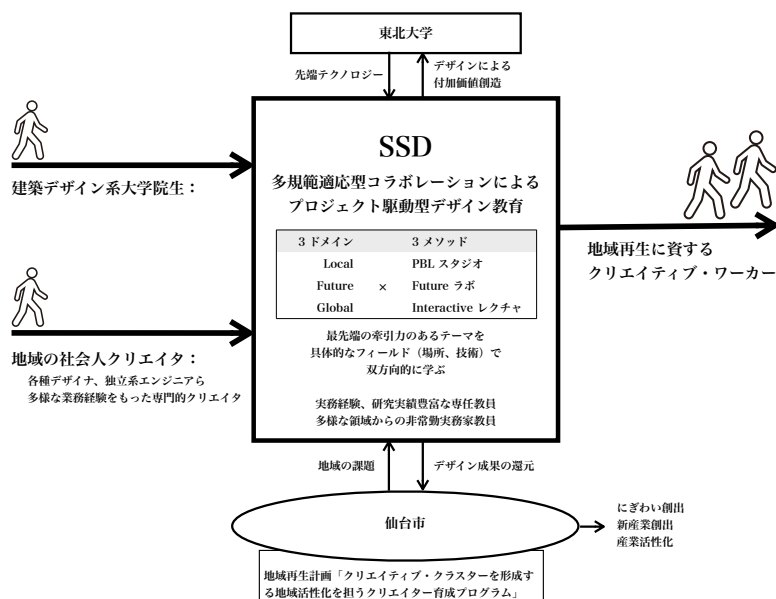 東北大学
先端テクノロジー
デザインによる
付加価値創造
SSD
多規範適応型コラボレーションによる
プロジェクト駆動型デザイン教育
3 ドメイン 3 メソッド
Local PBL スタジオ
Future × Future ラボ
Global Interactive レクチャ
最先端の牽引力のあるテーマを
具体的なフィールド（場所、技術）で
双方向的に学ぶ
実務経験、研究実績豊富な専任教員
多様な領域からの非常勤実務家教員
建築デザイン系大学院生：
地域の社会人クリエイタ：
各種デザイナ、独立系エンジニアら
多様な業務経験をもった専門的クリエイタ
地域再生に資する
クリエイティブ・ワーカー
地域の課題
デザイン成果の還元
仙台市
にぎわい創出
新産業創出
産業活性化
地域再生計画「クリエイティブ・クラスターを形成す
る地域活性化を担うクリエイター育成プログラム」